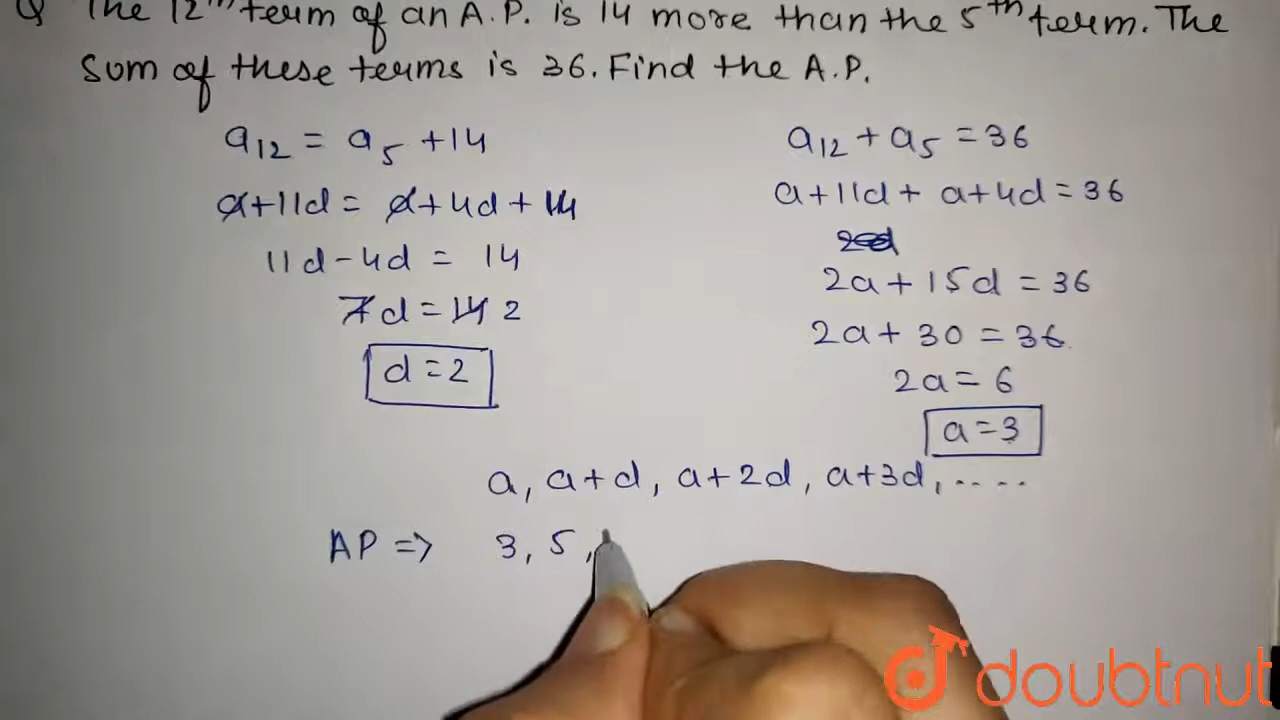 Q The 12th term of an A.P. is 14 more than the 5th term. The
sum of these terms is 36. Find the A.P.
a12 = a5 + 14
a+11d = a+4d+14
11d-4d = 14
7d = 14 2
d = 2
a12 + a5 = 36
a+11d + a+4d = 36
2a + 15d = 36
2a + 30 = 36
2a = 6
a = 3
a, a+d, a+2d, a+3d, ....
AP => 3, 5,
doubtnut